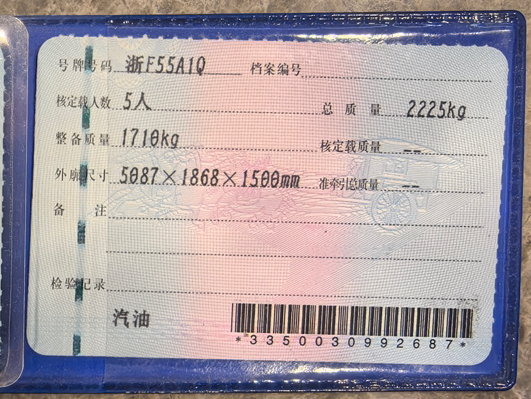 号牌号码 浙F55A1Q 档案编号
核定载人数 5人 总质量 2225kg
整备质量 1710kg 核定载质量 --
外廓尺寸 5087×1868×1500mm 准牵引总质量 --
备注
检验记录
汽油
*3350030992687*